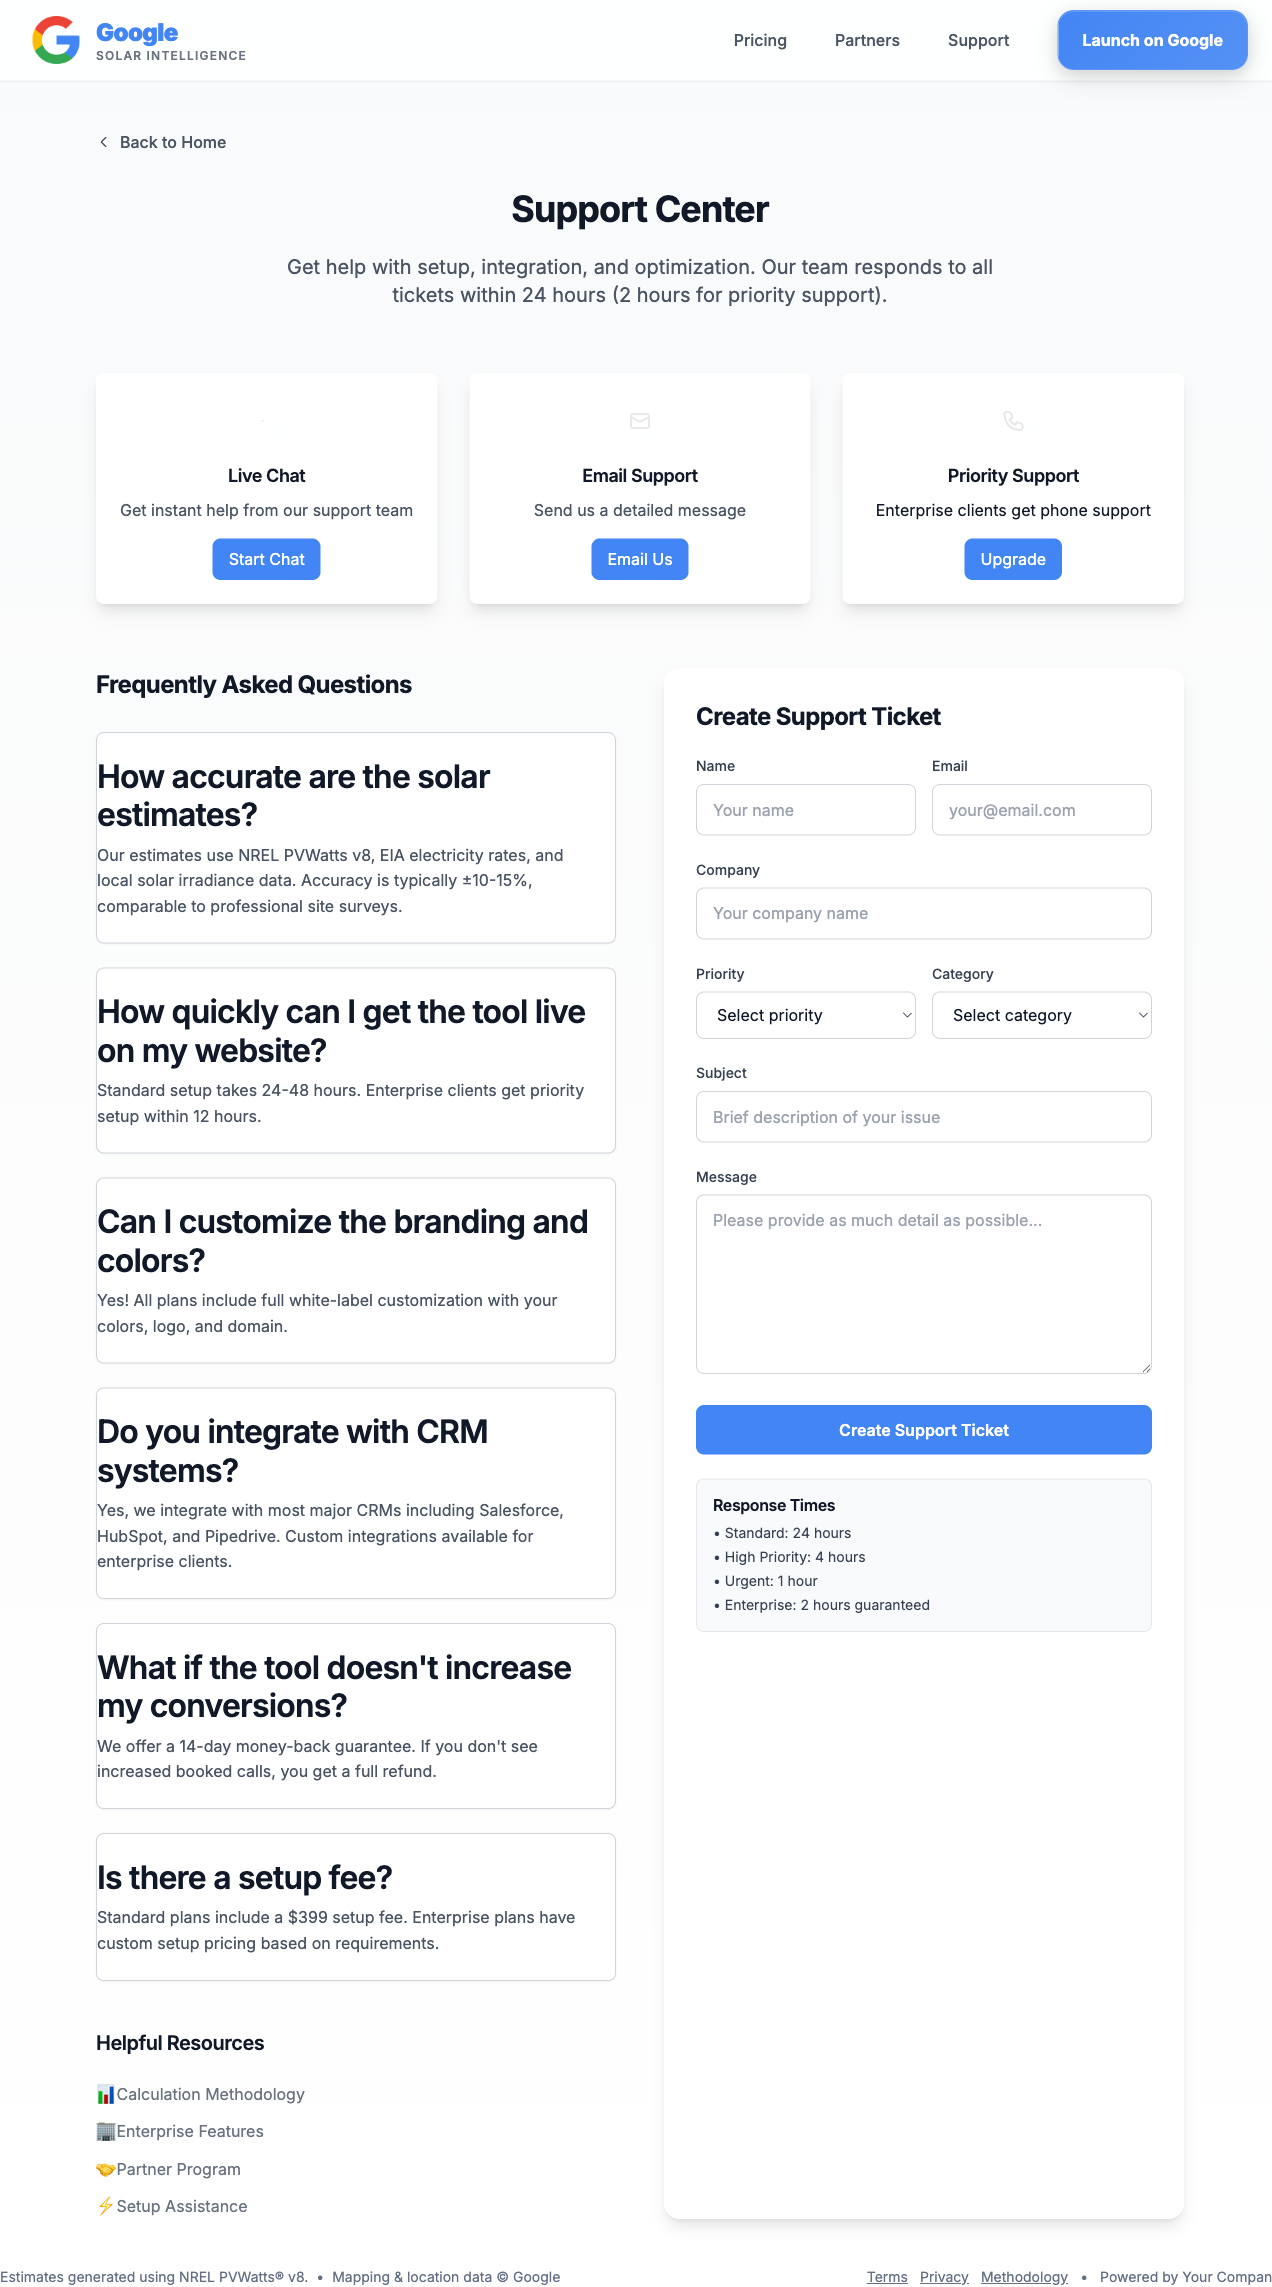 Google
SOLAR INTELLIGENCE
Pricing
Partners
Support
Launch on Google
Back to Home
Support Center
Get help with setup, integration, and optimization. Our team responds to all
tickets within 24 hours (2 hours for priority support).
Live Chat
Get instant help from our support team
Start Chat
Email Support
Send us a detailed message
Email Us
Priority Support
Enterprise clients get phone support
Upgrade
Frequently Asked Questions
How accurate are the solar
estimates?
Our estimates use NREL PVWatts v8, EIA electricity rates, and
local solar irradiance data. Accuracy is typically ±10-15%,
comparable to professional site surveys.
How quickly can I get the tool live
on my website?
Standard setup takes 24-48 hours. Enterprise clients get priority
setup within 12 hours.
Can I customize the branding and
colors?
Yes! All plans include full white-label customization with your
colors, logo, and domain.
Do you integrate with CRM
systems?
Yes, we integrate with most major CRMs including Salesforce,
HubSpot, and Pipedrive. Custom integrations available for
enterprise clients.
What if the tool doesn't increase
my conversions?
We offer a 14-day money-back guarantee. If you don't see
increased booked calls, you get a full refund.
Is there a setup fee?
Standard plans include a $399 setup fee. Enterprise plans have
custom setup pricing based on requirements.
Helpful Resources
📊Calculation Methodology
🏢Enterprise Features
🤝Partner Program
⚡Setup Assistance
Create Support Ticket
Name
Email
Your name
your@email.com
Company
Your company name
Priority
Category
Select priority
Select category
Subject
Brief description of your issue
Message
Please provide as much detail as possible...
Create Support Ticket
Response Times
• Standard: 24 hours
• High Priority: 4 hours
• Urgent: 1 hour
• Enterprise: 2 hours guaranteed
Estimates generated using NREL PVWatts® v8. • Mapping & location data © Google
Terms Privacy Methodology • Powered by Your Compan